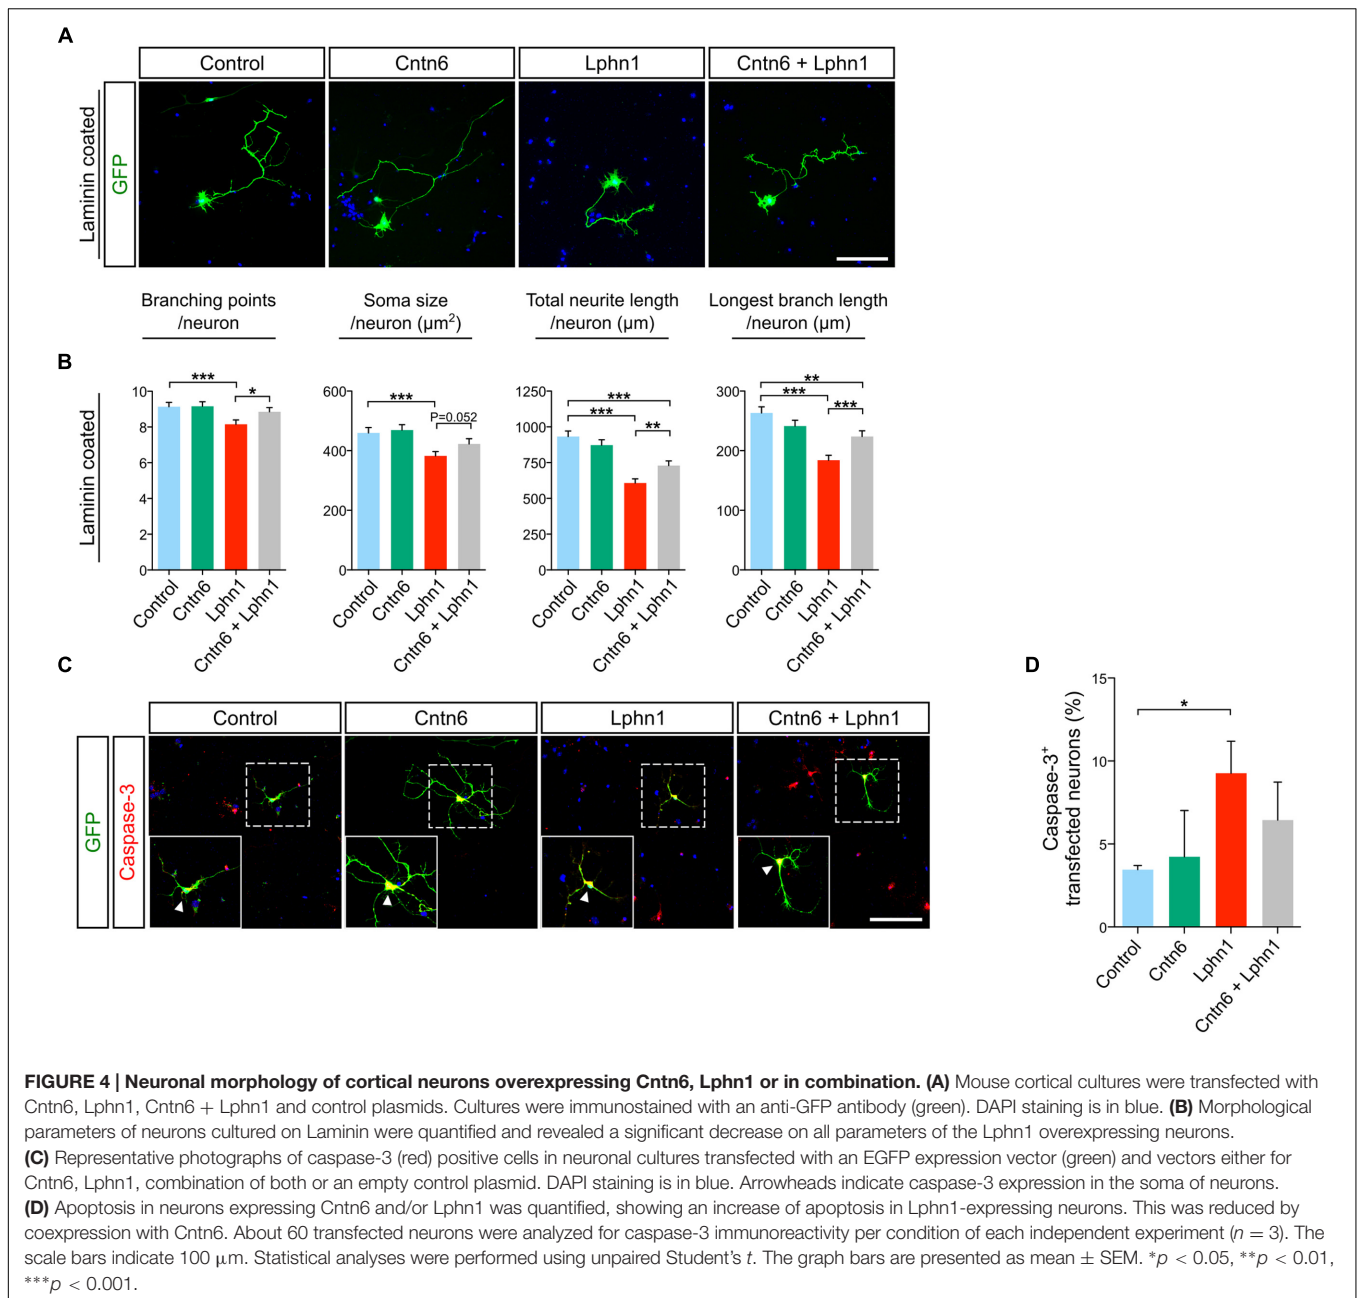 A
Control
Cntn6
Lphn1
Cntn6 + Lphn1
Laminin coated
GFP
Branching points
/neuron
Soma size
/neuron (µm²)
Total neurite length
/neuron (µm)
Longest branch length
/neuron (µm)
B
Laminin coated
10
8
6
4
2
0
***
*
Control
Cntn6
Lphn1
Cntn6 + Lphn1
600
400
200
0
***
P=0.052
Control
Cntn6
Lphn1
Cntn6 + Lphn1
1250
1000
750
500
250
0
***
***
**
Control
Cntn6
Lphn1
Cntn6 + Lphn1
300
200
100
0
**
***
***
Control
Cntn6
Lphn1
Cntn6 + Lphn1
C
Control
Cntn6
Lphn1
Cntn6 + Lphn1
GFP
Caspase-3
D
Caspase-3⁺
transfected neurons (%)
15
10
5
0
*
Control
Cntn6
Lphn1
Cntn6 + Lphn1
FIGURE 4 | Neuronal morphology of cortical neurons overexpressing Cntn6, Lphn1 or in combination. (A) Mouse cortical cultures were transfected with
Cntn6, Lphn1, Cntn6 + Lphn1 and control plasmids. Cultures were immunostained with an anti-GFP antibody (green). DAPI staining is in blue. (B) Morphological
parameters of neurons cultured on Laminin were quantified and revealed a significant decrease on all parameters of the Lphn1 overexpressing neurons.
(C) Representative photographs of caspase-3 (red) positive cells in neuronal cultures transfected with an EGFP expression vector (green) and vectors either for
Cntn6, Lphn1, combination of both or an empty control plasmid. DAPI staining is in blue. Arrowheads indicate caspase-3 expression in the soma of neurons.
(D) Apoptosis in neurons expressing Cntn6 and/or Lphn1 was quantified, showing an increase of apoptosis in Lphn1-expressing neurons. This was reduced by
coexpression with Cntn6. About 60 transfected neurons were analyzed for caspase-3 immunoreactivity per condition of each independent experiment (n = 3). The
scale bars indicate 100 µm. Statistical analyses were performed using unpaired Student's t. The graph bars are presented as mean ± SEM. *p < 0.05, **p < 0.01,
***p < 0.001.